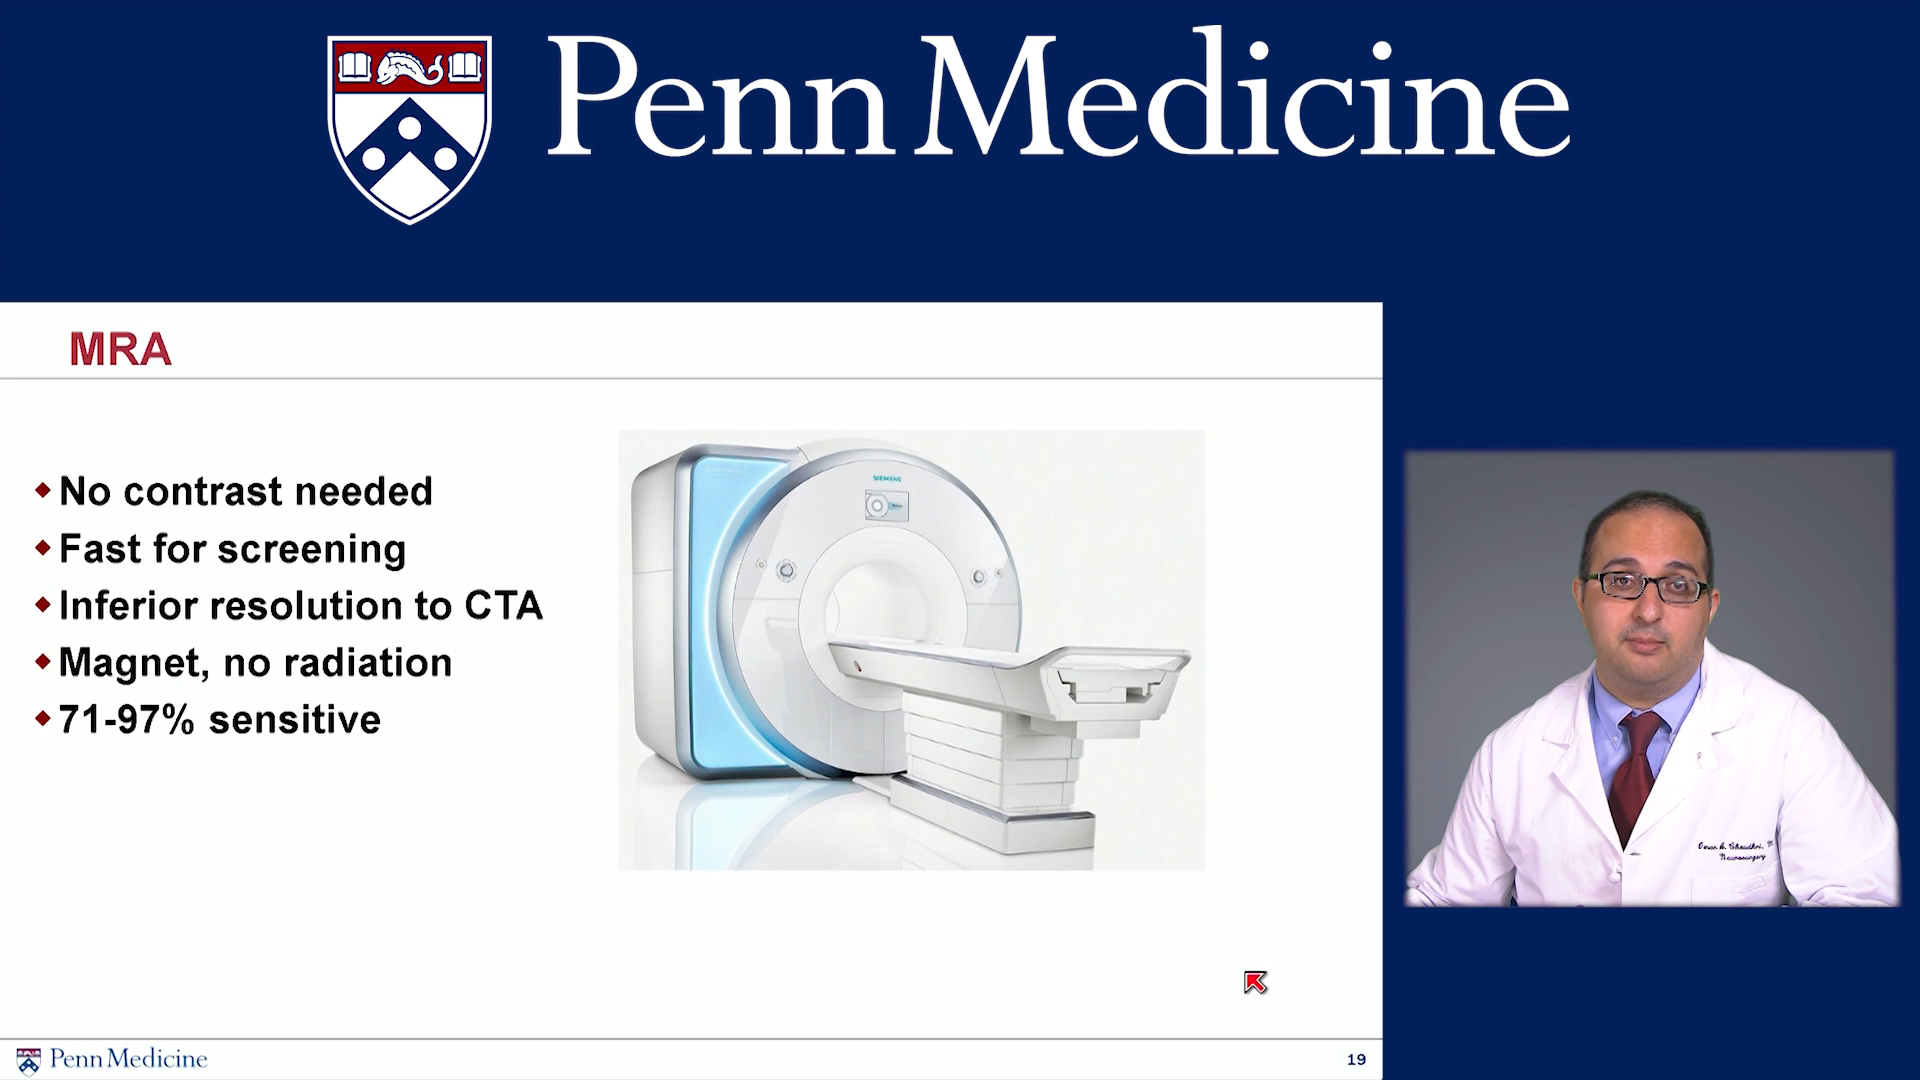 Penn Medicine
MRA
No contrast needed
Fast for screening
Inferior resolution to CTA
Magnet, no radiation
71-97% sensitive
SIEMENS
Neurosurgery
Penn Medicine
19